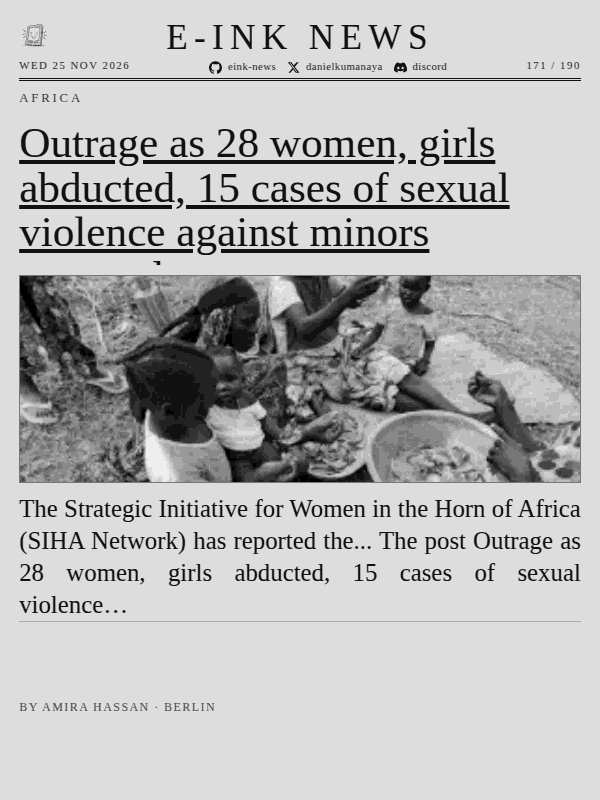 E-INK NEWS
WED 25 NOV 2026
eink-news danielkumanaya discord
171 / 190
AFRICA
Outrage as 28 women, girls
abducted, 15 cases of sexual
violence against minors
The Strategic Initiative for Women in the Horn of Africa
(SIHA Network) has reported the... The post Outrage as
28 women, girls abducted, 15 cases of sexual
violence…
BY AMIRA HASSAN · BERLIN